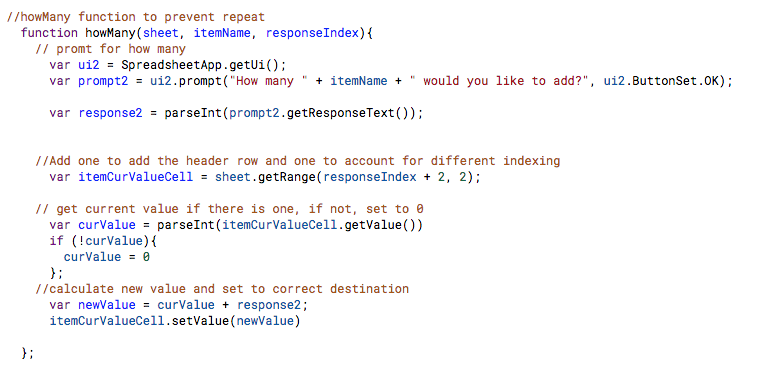 //howMany function to prevent repeat
function howMany(sheet, itemName, responseIndex){
// promt for how many
var ui2 = SpreadsheetApp.getUi();
var prompt2 = ui2.prompt("How many " + itemName + " would you like to add?", ui2.ButtonSet.OK);
var response2 = parseInt(prompt2.getResponseText());
//Add one to add the header row and one to account for different indexing
var itemCurValueCell = sheet.getRange(responseIndex + 2, 2);
// get current value if there is one, if not, set to 0
var curValue = parseInt(itemCurValueCell.getValue())
if (!curValue){
curValue = 0
};
//calculate new value and set to correct destination
var newValue = curValue + response2;
itemCurValueCell.setValue(newValue)
};